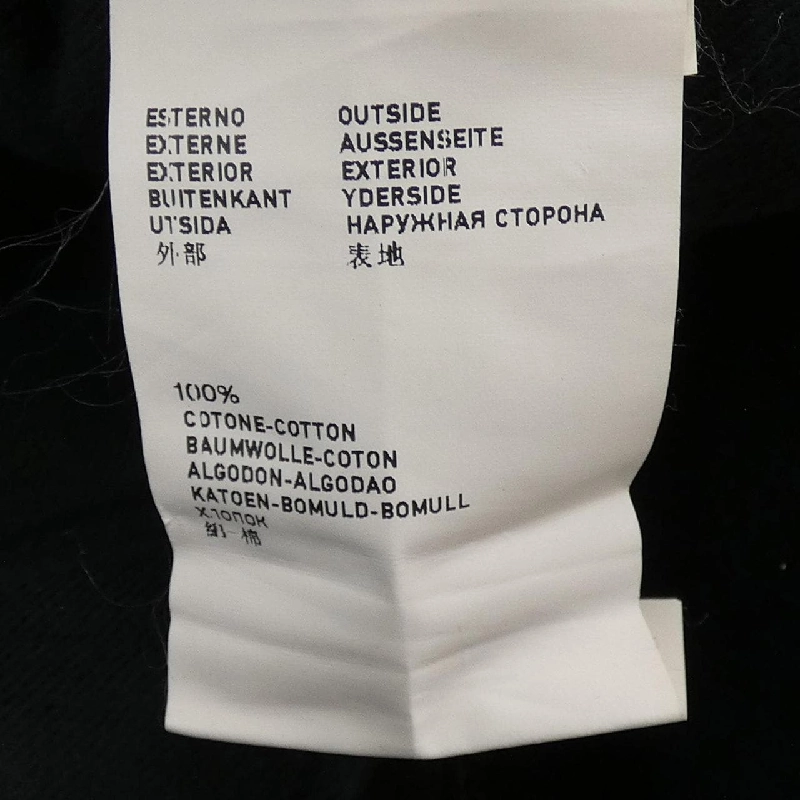 ESTERNO OUTSIDE
EXTERNE AUSSENSEITE
EXTERIOR EXTERIOR
BUITENKANT YDERSIDE
UTSIDA НАРУЖНАЯ СТОРОНА
外部 表地
100%
COTONE-COTTON
BAUMWOLLE-COTON
ALGODON-ALGODAO
KATOEN-BOMULD-BOMULL
ХЛОПОК
棉